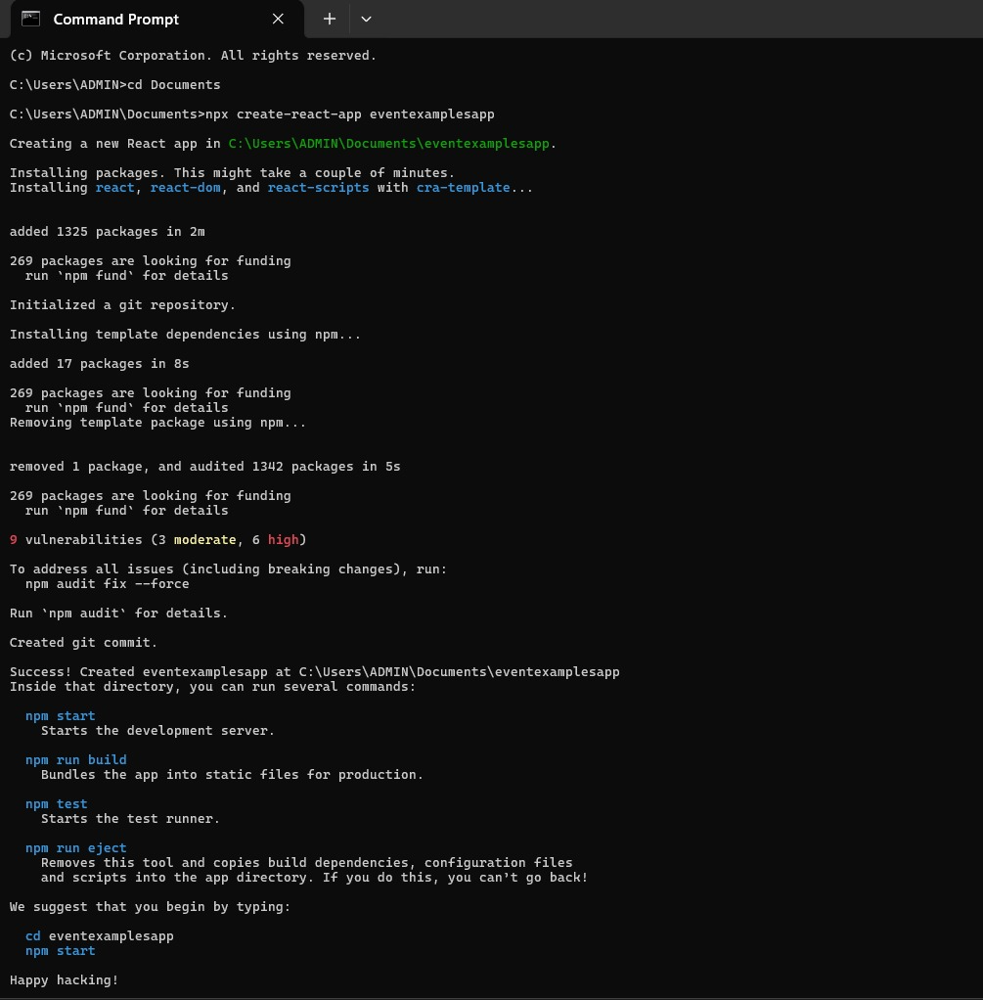 Command Prompt
(c) Microsoft Corporation. All rights reserved.
C:\Users\ADMIN>cd Documents
C:\Users\ADMIN\Documents>npx create-react-app eventexamplesapp
Creating a new React app in C:\Users\ADMIN\Documents\eventexamplesapp.
Installing packages. This might take a couple of minutes.
Installing react, react-dom, and react-scripts with cra-template...
added 1325 packages in 2m
269 packages are looking for funding
  run `npm fund` for details
Initialized a git repository.
Installing template dependencies using npm...
added 17 packages in 8s
269 packages are looking for funding
  run `npm fund` for details
Removing template package using npm...
removed 1 package, and audited 1342 packages in 5s
269 packages are looking for funding
  run `npm fund` for details
9 vulnerabilities (3 moderate, 6 high)
To address all issues (including breaking changes), run:
  npm audit fix --force
Run `npm audit` for details.
Created git commit.
Success! Created eventexamplesapp at C:\Users\ADMIN\Documents\eventexamplesapp
Inside that directory, you can run several commands:
  npm start
    Starts the development server.
  npm run build
    Bundles the app into static files for production.
  npm test
    Starts the test runner.
  npm run eject
    Removes this tool and copies build dependencies, configuration files
    and scripts into the app directory. If you do this, you can't go back!
We suggest that you begin by typing:
  cd eventexamplesapp
  npm start
Happy hacking!